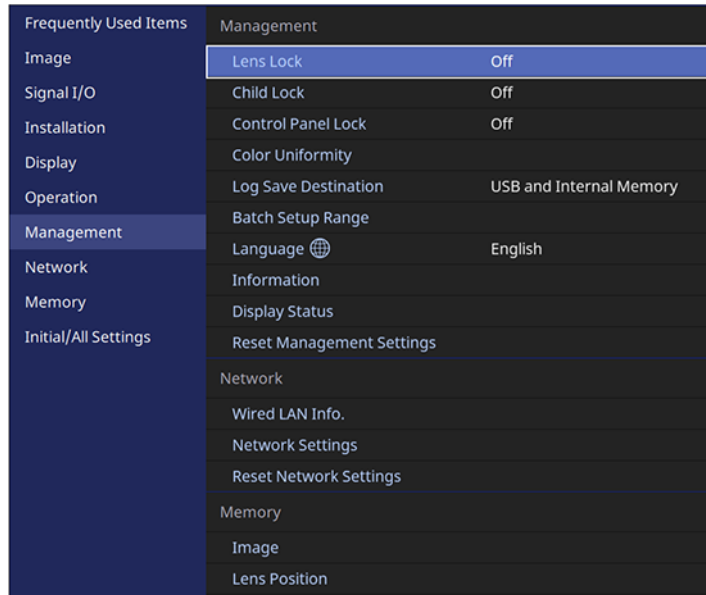 Frequently Used Items
Image
Signal I/O
Installation
Display
Operation
Management
Network
Memory
Initial/All Settings
Management
Lens Lock Off
Child Lock Off
Control Panel Lock Off
Color Uniformity
Log Save Destination USB and Internal Memory
Batch Setup Range
Language English
Information
Display Status
Reset Management Settings
Network
Wired LAN Info.
Network Settings
Reset Network Settings
Memory
Image
Lens Position